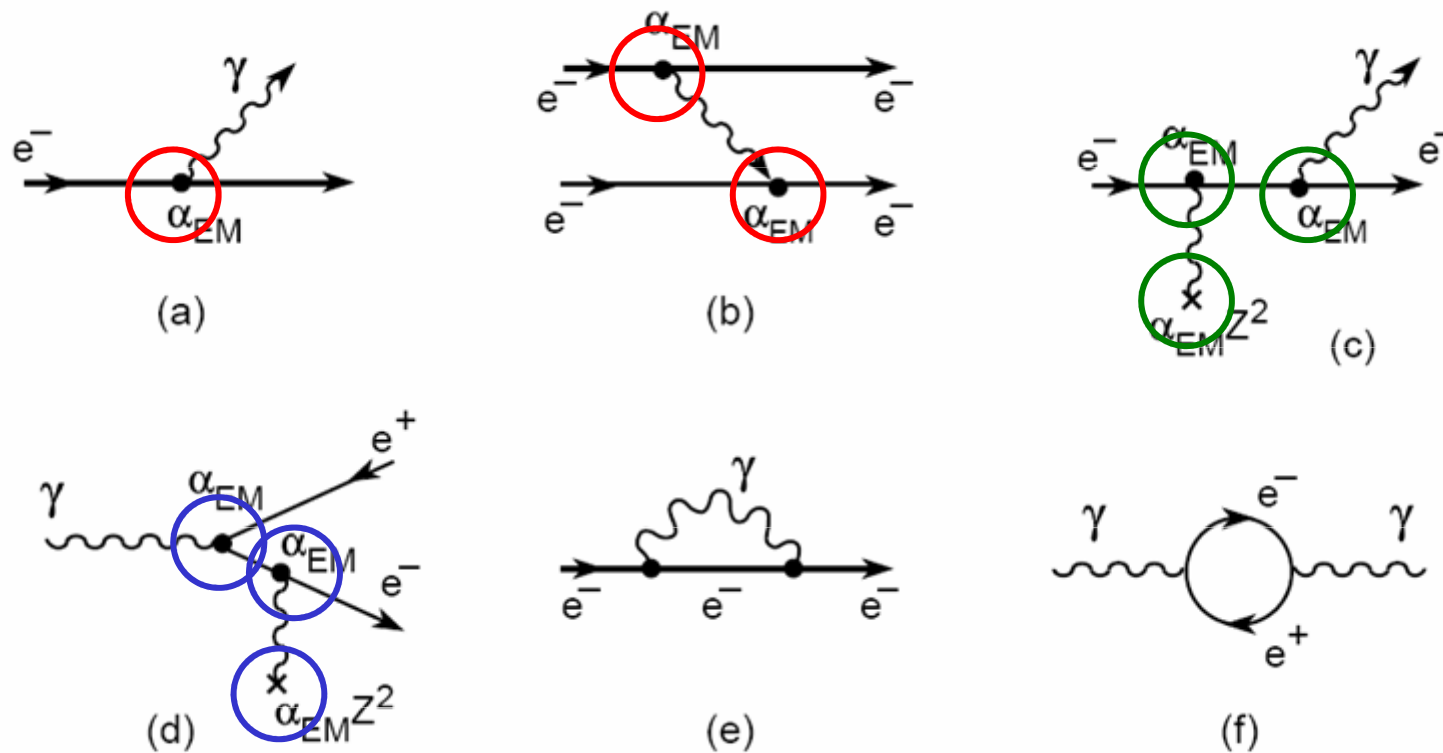 γ
e⁻
α_EM
(a)
α_EM
e⁻
e⁻
e⁻
α_EM
e⁻
(b)
γ
e⁻
α_EM
e⁻
α_EM
α_EM Z²
(c)
e⁺
γ
α_EM
α_EM
e⁻
α_EM Z²
(d)
γ
e⁻
e⁻
e⁻
(e)
e⁻
γ
γ
e⁺
(f)